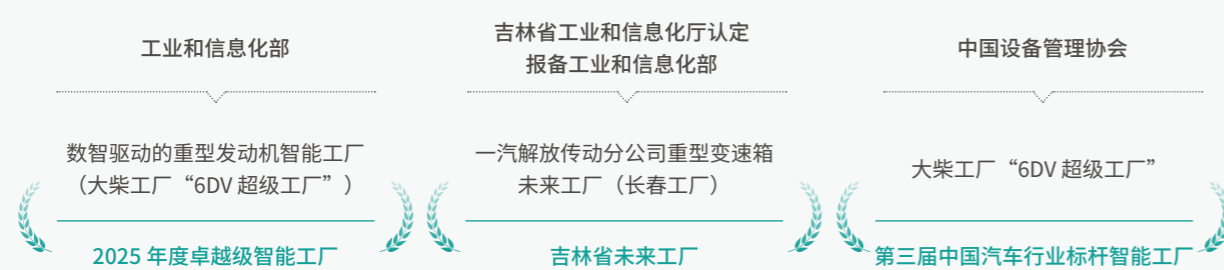 工业和信息化部
数智驱动的重型发动机智能工厂
（大柴工厂“6DV 超级工厂”）
2025 年度卓越级智能工厂
吉林省工业和信息化厅认定
报备工业和信息化部
一汽解放传动分公司重型变速箱
未来工厂（长春工厂）
吉林省未来工厂
中国设备管理协会
大柴工厂“6DV 超级工厂”
第三届中国汽车行业标杆智能工厂